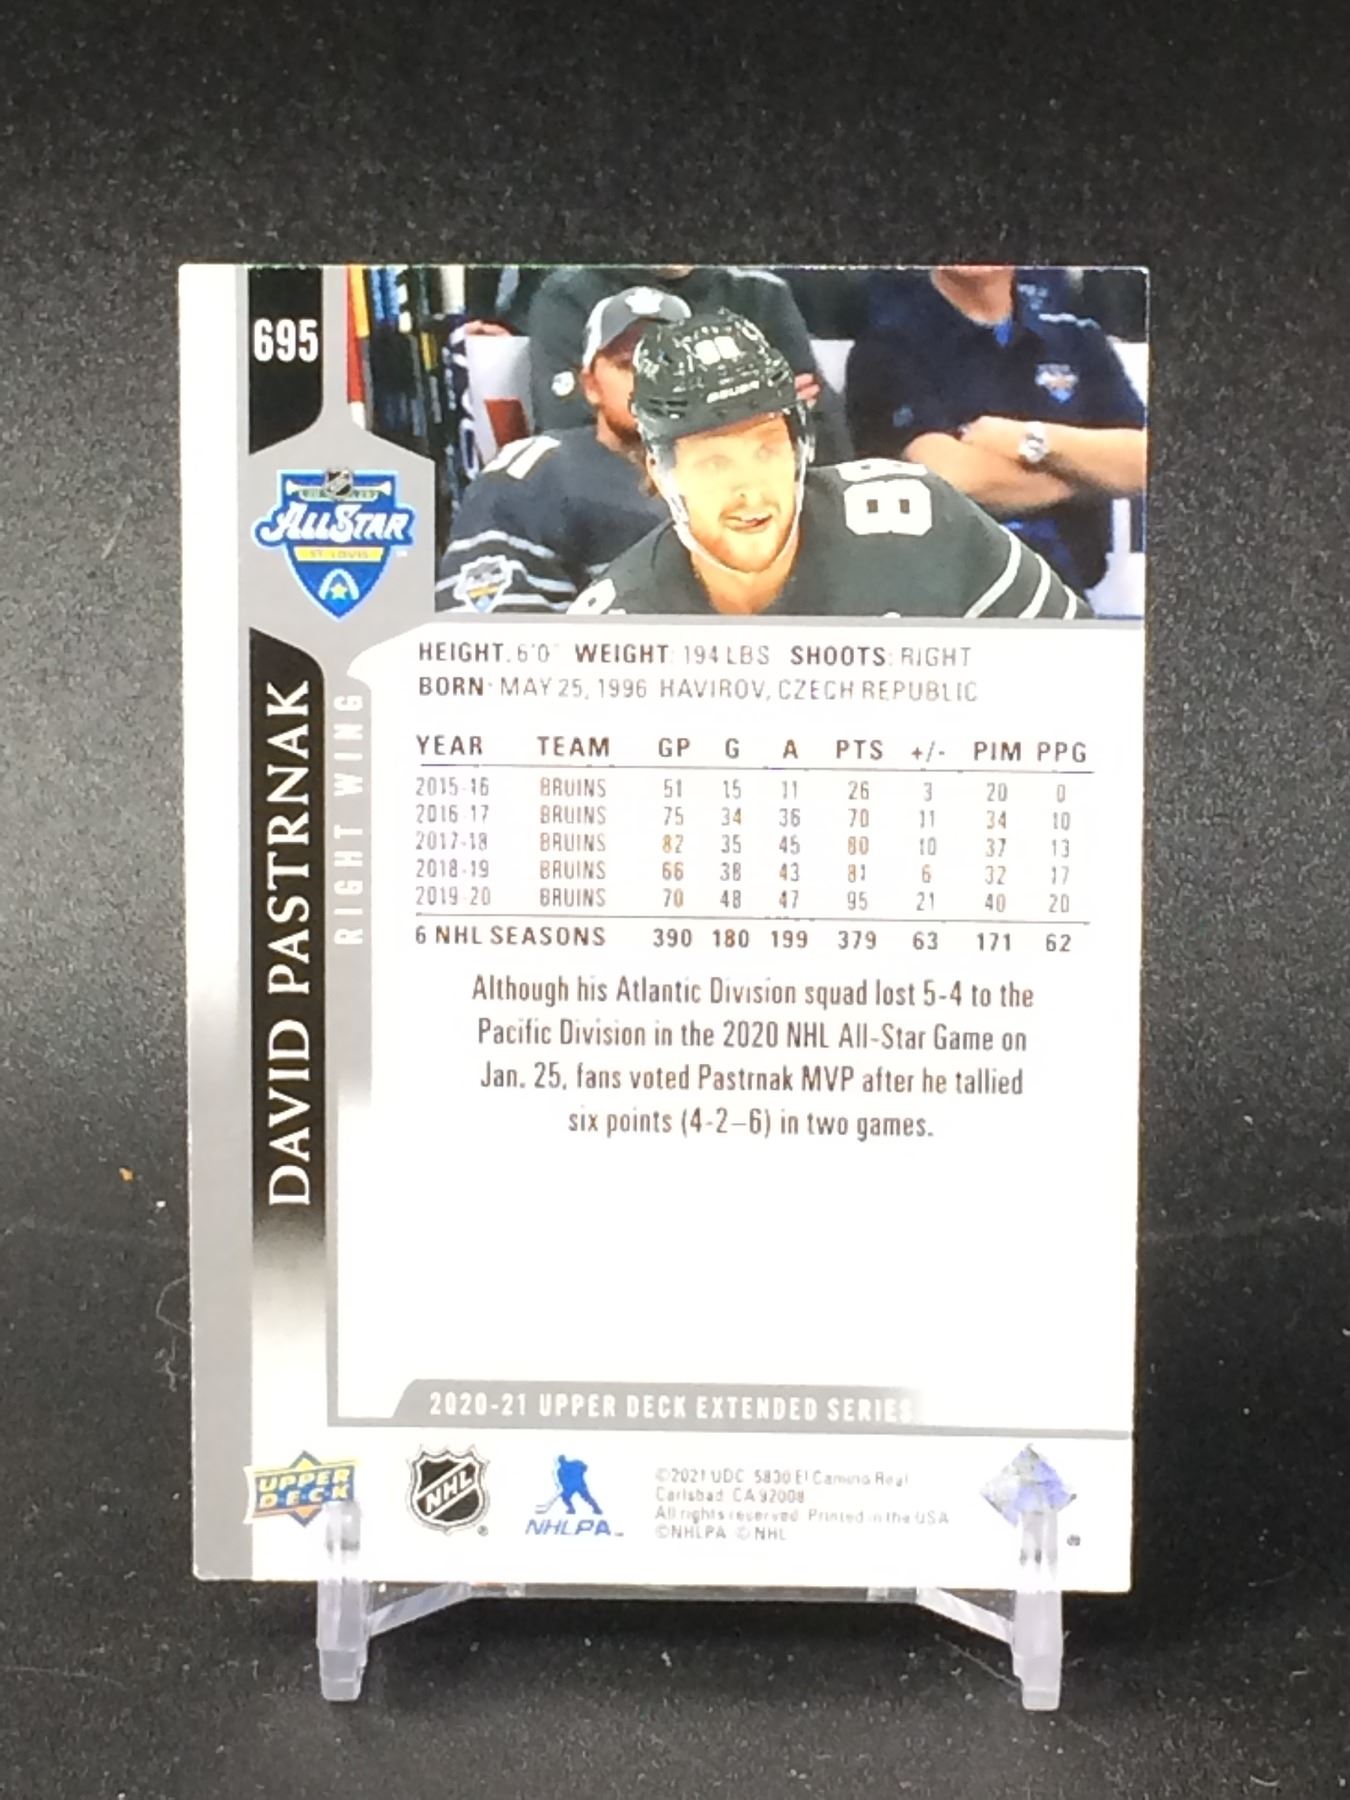 695
88
BAUER
88
ALL STAR
ST LOUIS
DAVID PASTRNAK
RIGHT WING
HEIGHT: 6'0" WEIGHT: 194 LBS SHOOTS: RIGHT
BORN: MAY 25, 1996 HAVIROV, CZECH REPUBLIC
YEAR TEAM GP G A PTS +/- PIM PPG
2015-16 BRUINS 51 15 11 26 3 20 0
2016-17 BRUINS 75 34 36 70 11 34 10
2017-18 BRUINS 82 35 45 80 10 37 13
2018-19 BRUINS 66 38 43 81 6 32 17
2019-20 BRUINS 70 48 47 95 21 40 20
6 NHL SEASONS 390 180 199 379 63 171 62
Although his Atlantic Division squad lost 5-4 to the
Pacific Division in the 2020 NHL All-Star Game on
Jan. 25, fans voted Pastrnak MVP after he tallied
six points (4-2–6) in two games.
2020-21 UPPER DECK EXTENDED SERIES
UPPER
DECK
NHL
NHLPA
©2021 UDC 5830 El Camino Real
Carlsbad, CA 92008
All rights reserved. Printed in the USA
©NHLPA © NHL